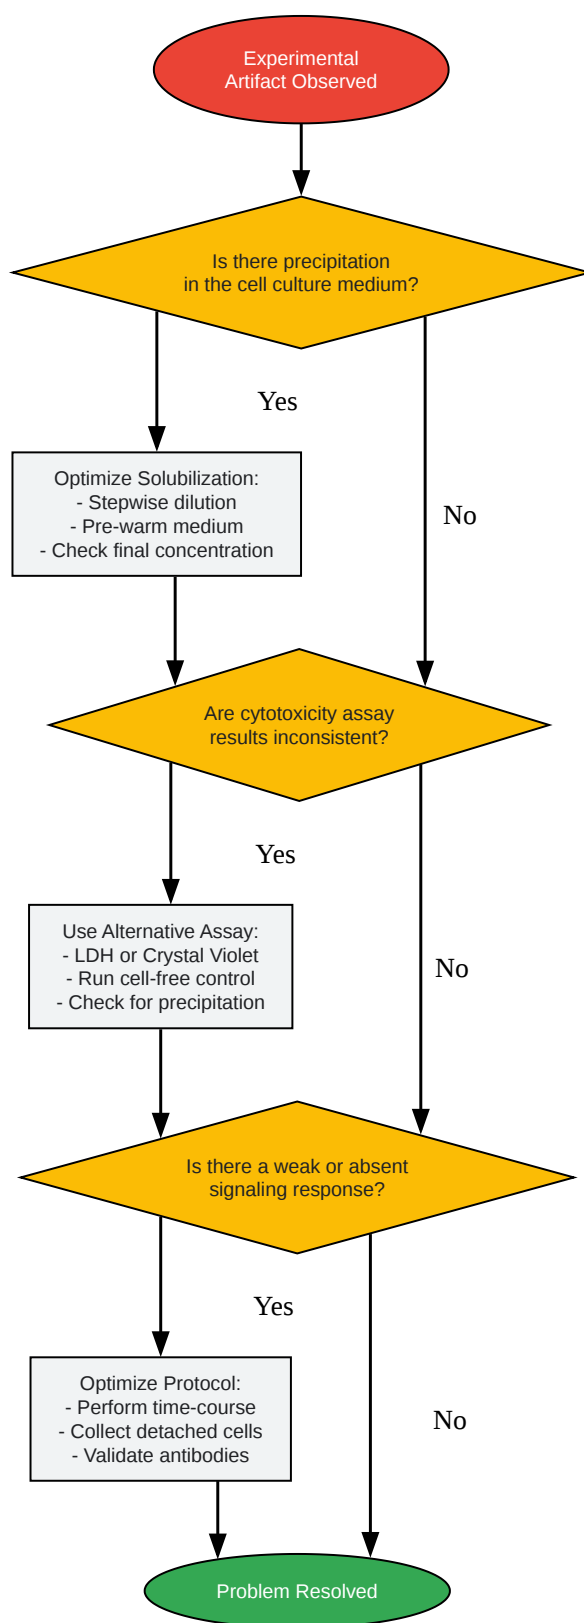 Experimental
Artifact Observed
Is there precipitation
in the cell culture medium?
Yes
Optimize Solubilization:
- Stepwise dilution
- Pre-warm medium
- Check final concentration
No
Are cytotoxicity assay
results inconsistent?
Yes
Use Alternative Assay:
- LDH or Crystal Violet
- Run cell-free control
- Check for precipitation
No
Is there a weak or absent
signaling response?
Yes
Optimize Protocol:
- Perform time-course
- Collect detached cells
- Validate antibodies
No
Problem Resolved